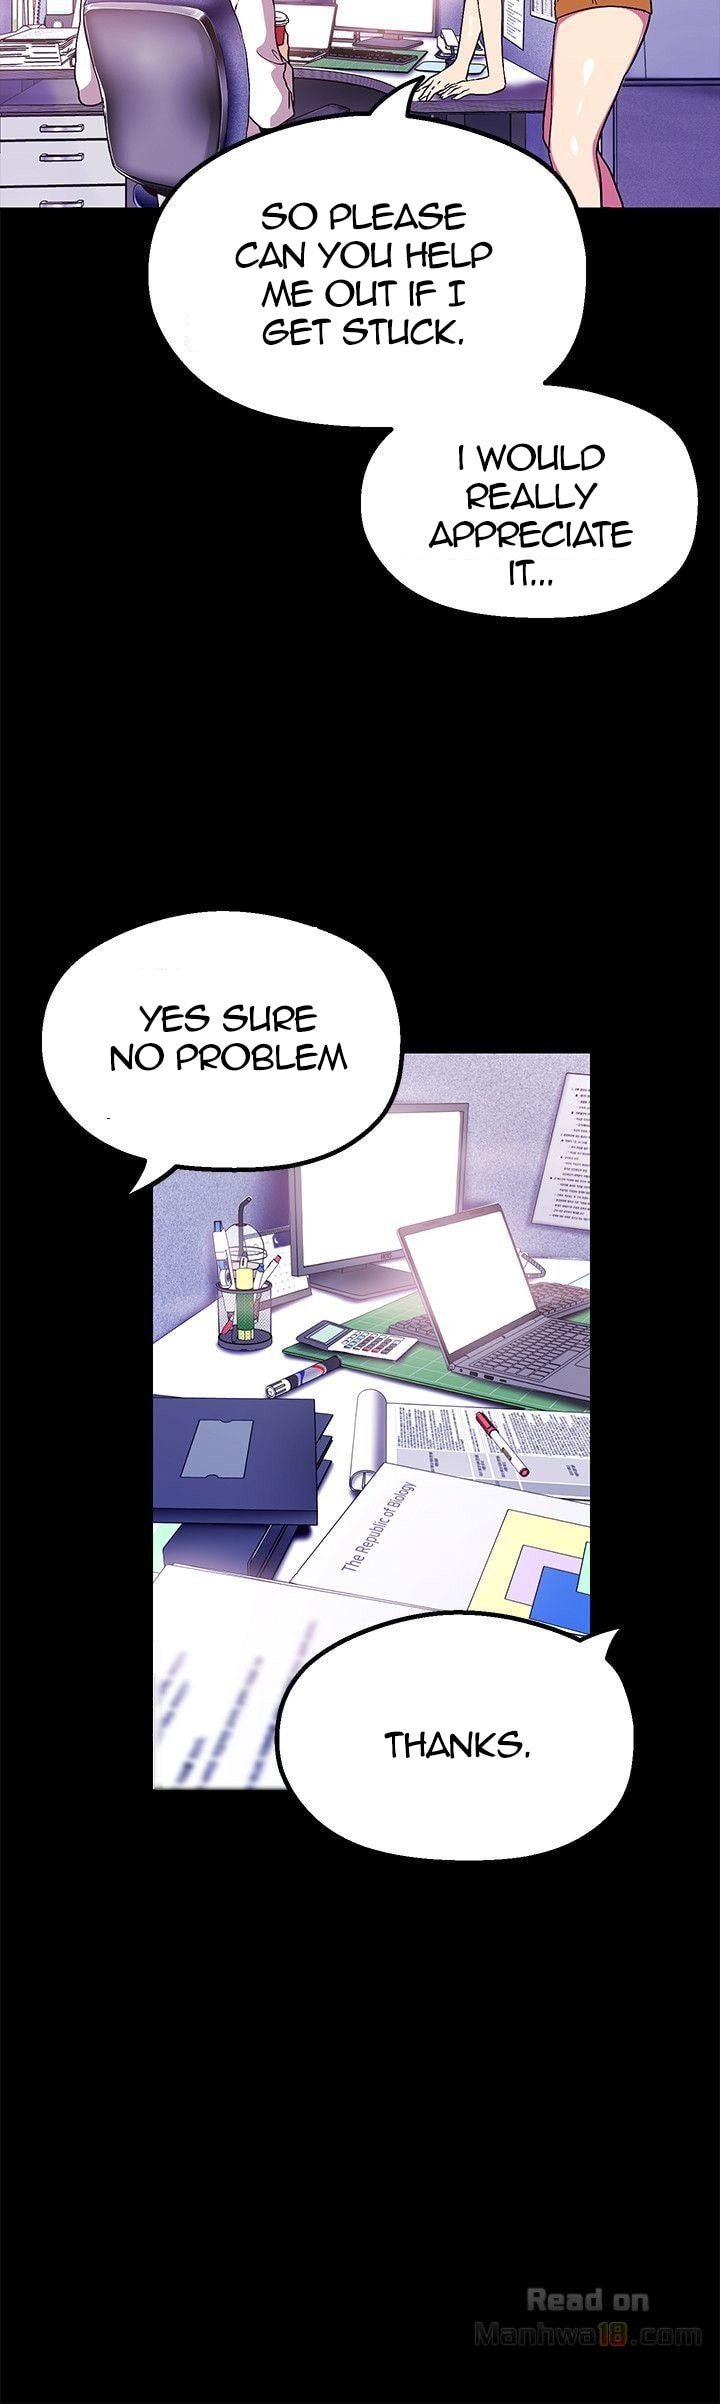 SO PLEASE
CAN YOU HELP
ME OUT IF I
GET STUCK.
I WOULD
REALLY
APPRECIATE
IT...
YES SURE
NO PROBLEM
The Republic of Biology
THANKS.
Read on
Manhwa18.com